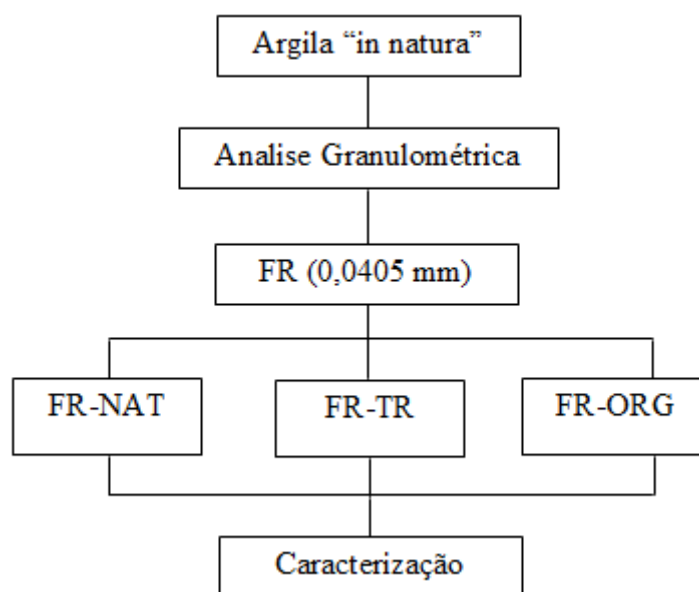 Argila “in natura”
Analise Granulométrica
FR (0,0405 mm)
FR-NAT
FR-TR
FR-ORG
Caracterização